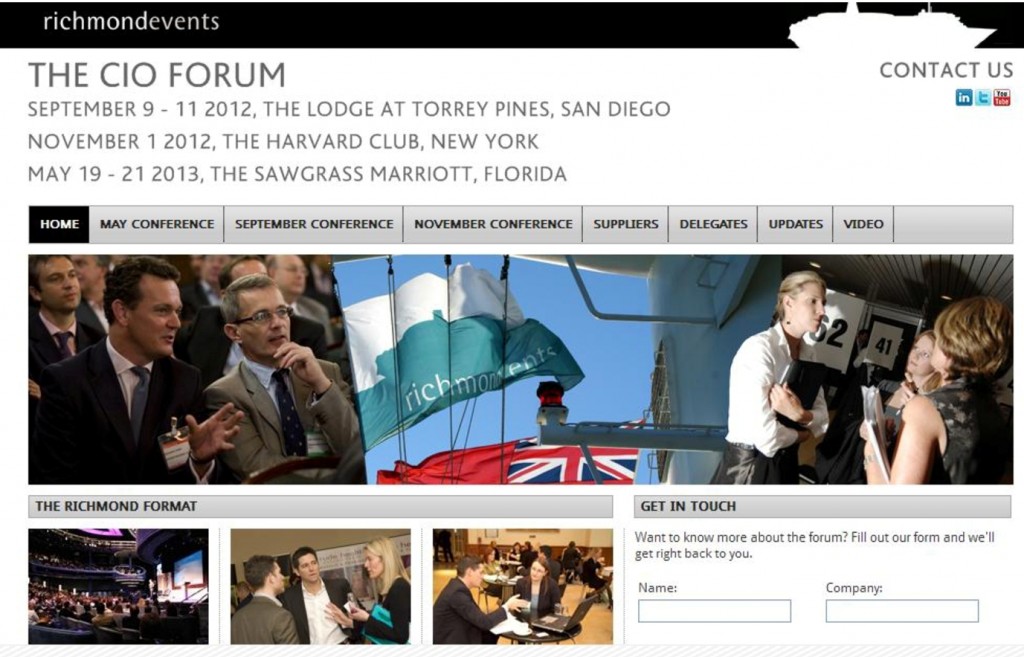 richmondevents
THE CIO FORUM
CONTACT US
in t You Tube
SEPTEMBER 9 - 11 2012, THE LODGE AT TORREY PINES, SAN DIEGO
NOVEMBER 1 2012, THE HARVARD CLUB, NEW YORK
MAY 19 - 21 2013, THE SAWGRASS MARRIOTT, FLORIDA
HOME MAY CONFERENCE SEPTEMBER CONFERENCE NOVEMBER CONFERENCE SUPPLIERS DELEGATES UPDATES VIDEO
richmondevents
32 41
THE RICHMOND FORMAT
GET IN TOUCH
Want to know more about the forum? Fill out our form and we'll
get right back to you.
Name: Company: